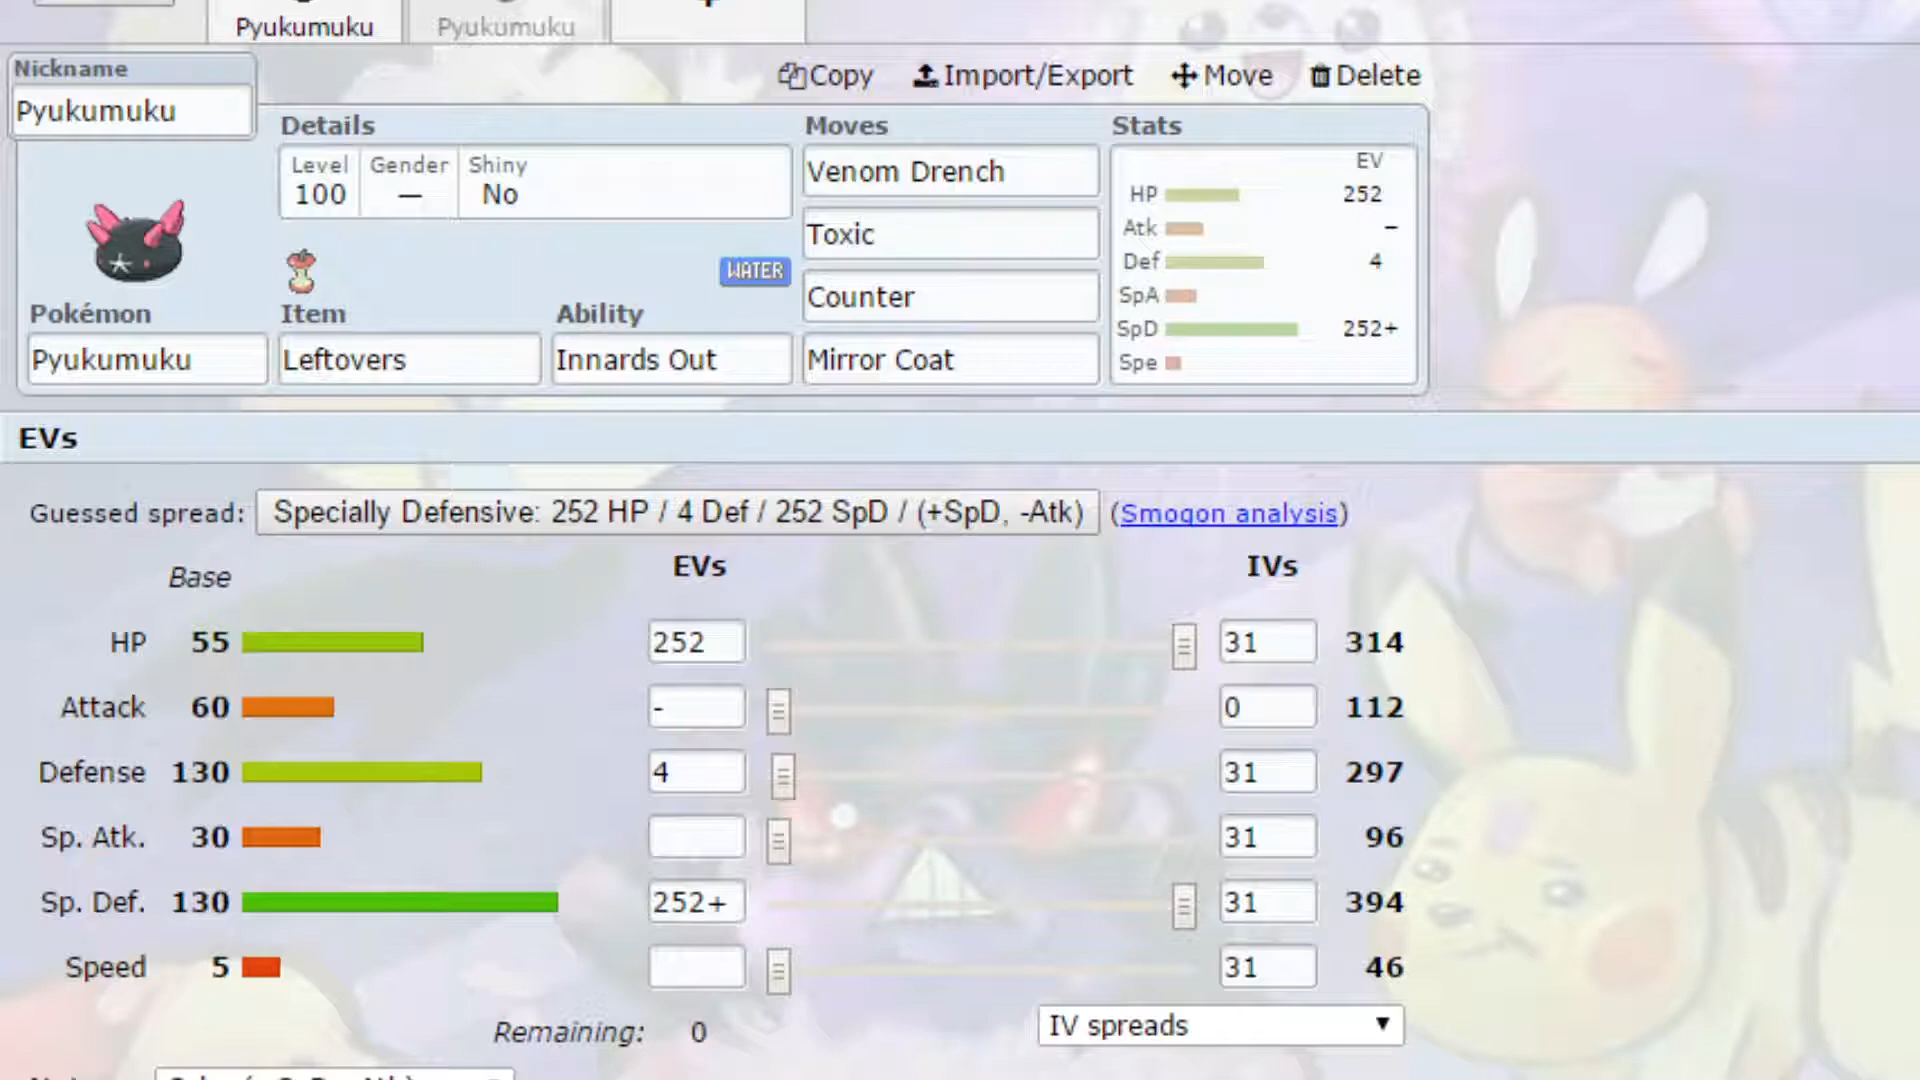 Pyukumuku
Pyukumuku
Nickname
Pyukumuku
Copy
Import/Export
Move
Delete
Details
Moves
Stats
Level
Gender
Shiny
100
—
No
Venom Drench
Toxic
Counter
Mirror Coat
EV
HP 252
Atk –
Def 4
SpA
SpD 252+
Spe
WATER
Pokémon
Item
Ability
Pyukumuku
Leftovers
Innards Out
EVs
Guessed spread: Specially Defensive: 252 HP / 4 Def / 252 SpD / (+SpD, -Atk) (Smogon analysis)
Base EVs IVs
HP 55 252 31 314
Attack 60 - 0 112
Defense 130 4 31 297
Sp. Atk. 30 31 96
Sp. Def. 130 252+ 31 394
Speed 5 31 46
Remaining: 0
IV spreads